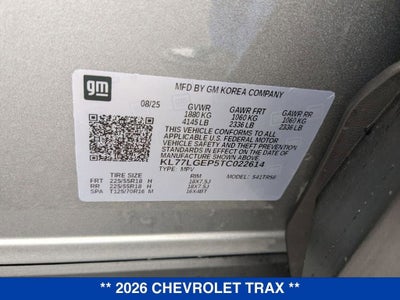 gm
MFD BY GM KOREA COMPANY
08/25 GVWR GAWR FRT GAWR RR
1880 KG 1060 KG 1060 KG
4145 LB 2336 LB 2336 LB
THIS VEHICLE CONFORMS TO ALL
APPLICABLE U.S. FEDERAL MOTOR
VEHICLE SAFETY, BUMPER, AND THEFT
PREVENTION STANDARDS IN EFFECT ON
THE DATE OF MANUFACTURE SHOWN ABOVE.
KL77LGEP5TC022614
TYPE: MPV MODEL:
TIRE SIZE RIM
FRT 225/55R18 H 18X7.5J
RR 225/55R18 H 18X7.5J
SPA T125/70R16 M 16X4BT
** 2026 CHEVROLET TRAX **